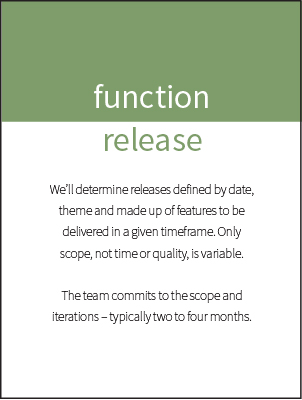 function
release
We'll determine releases defined by date,
theme and made up of features to be
delivered in a given timeframe. Only
scope, not time or quality, is variable.
The team commits to the scope and
iterations – typically two to four months.